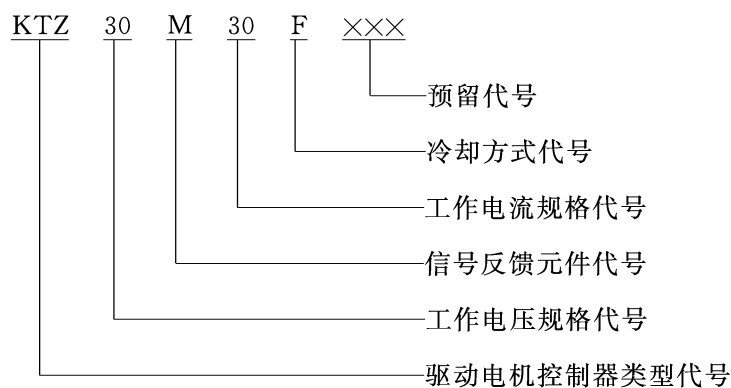 KTZ 30 M 30 F ×××
预留代号
冷却方式代号
工作电流规格代号
信号反馈元件代号
工作电压规格代号
驱动电机控制器类型代号